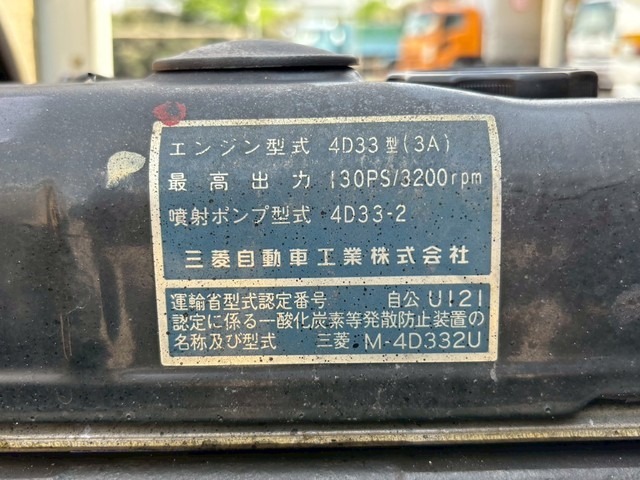 エンジン型式 4D33型(3A)
最高出力 130PS/3200rpm
噴射ポンプ型式 4D33-2
三菱自動車工業株式会社
運輸省型式認定番号 自公U121
認定に係る一酸化炭素等発散防止装置の
名称及び型式 三菱 M-4D332U